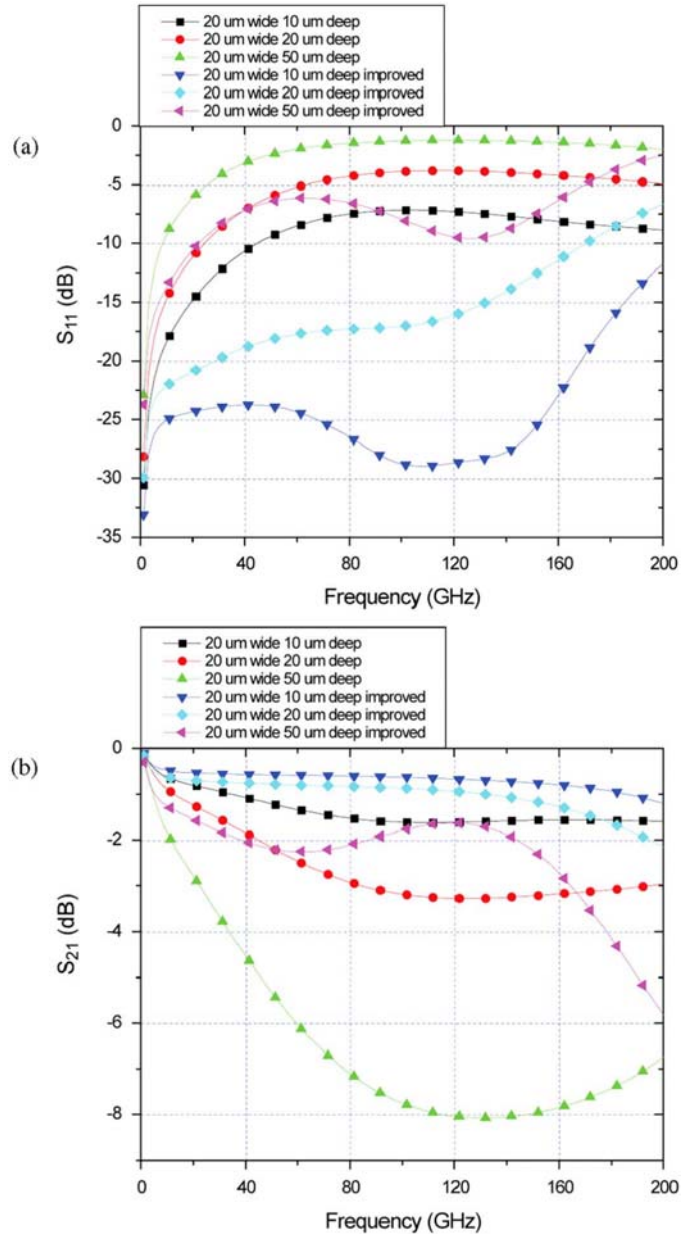 20 um wide 10 um deep
20 um wide 20 um deep
20 um wide 50 um deep
20 um wide 10 um deep improved
20 um wide 20 um deep improved
20 um wide 50 um deep improved
(a)
0
-5
-10
-15
-20
-25
-30
-35
S11 (dB)
0 40 80 120 160 200
Frequency (GHz)
20 um wide 10 um deep
20 um wide 20 um deep
20 um wide 50 um deep
20 um wide 10 um deep improved
20 um wide 20 um deep improved
20 um wide 50 um deep improved
(b)
0
-2
-4
-6
-8
S21 (dB)
0 40 80 120 160 200
Frequency (GHz)